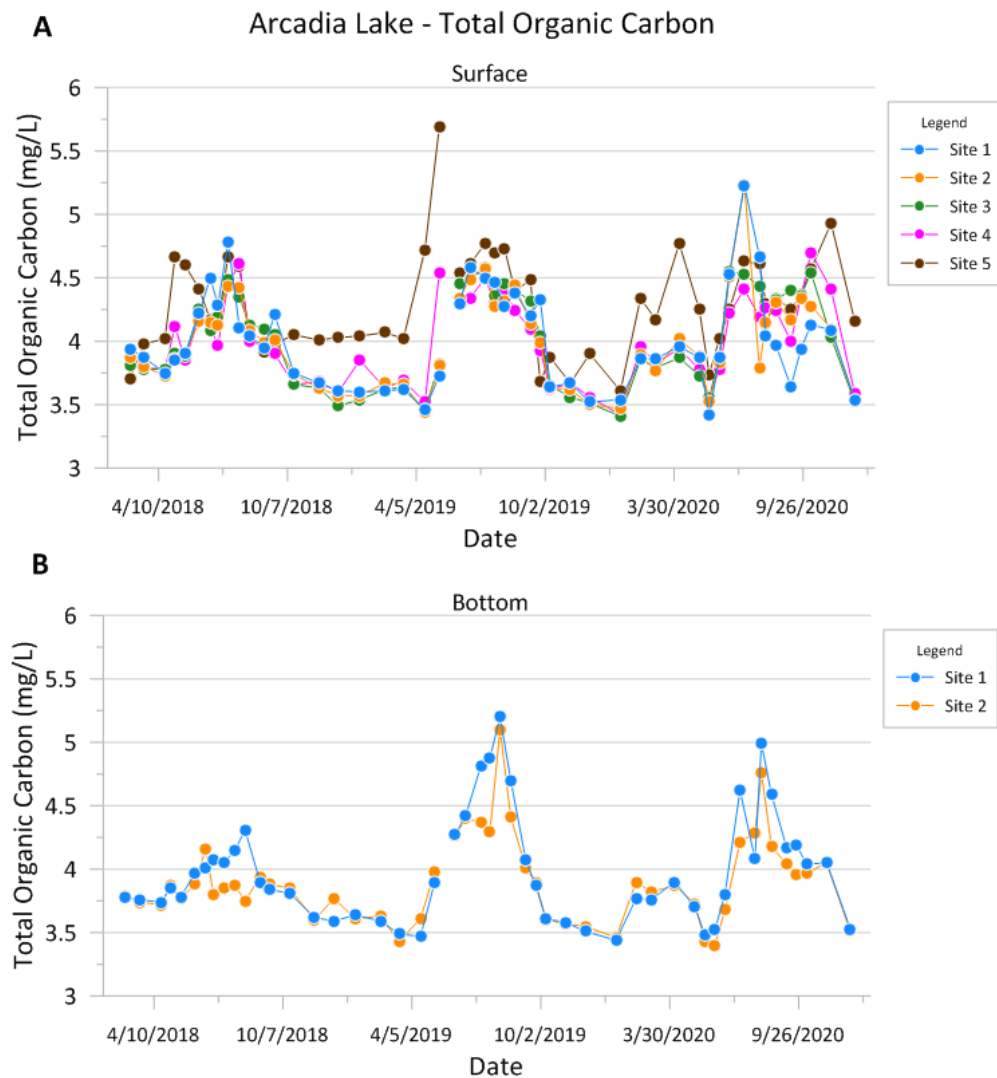 A
Arcadia Lake - Total Organic Carbon
Surface
Total Organic Carbon (mg/L)
6
5.5
5
4.5
4
3.5
3
4/10/2018 10/7/2018 4/5/2019 10/2/2019 3/30/2020 9/26/2020
Date
Legend
Site 1
Site 2
Site 3
Site 4
Site 5
B
Bottom
Total Organic Carbon (mg/L)
6
5.5
5
4.5
4
3.5
3
4/10/2018 10/7/2018 4/5/2019 10/2/2019 3/30/2020 9/26/2020
Date
Legend
Site 1
Site 2